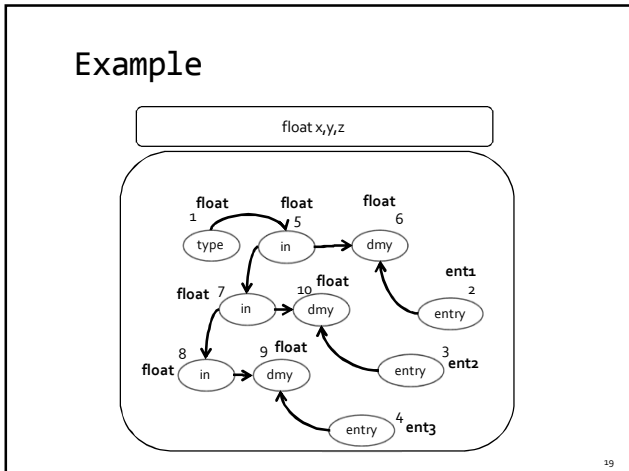 Example
float x,y,z
float float float
1 5 6
type in dmy
ent1
float 7 10 float 2
in dmy entry
8 9 float 3
float in dmy entry ent2
4
entry ent3
19